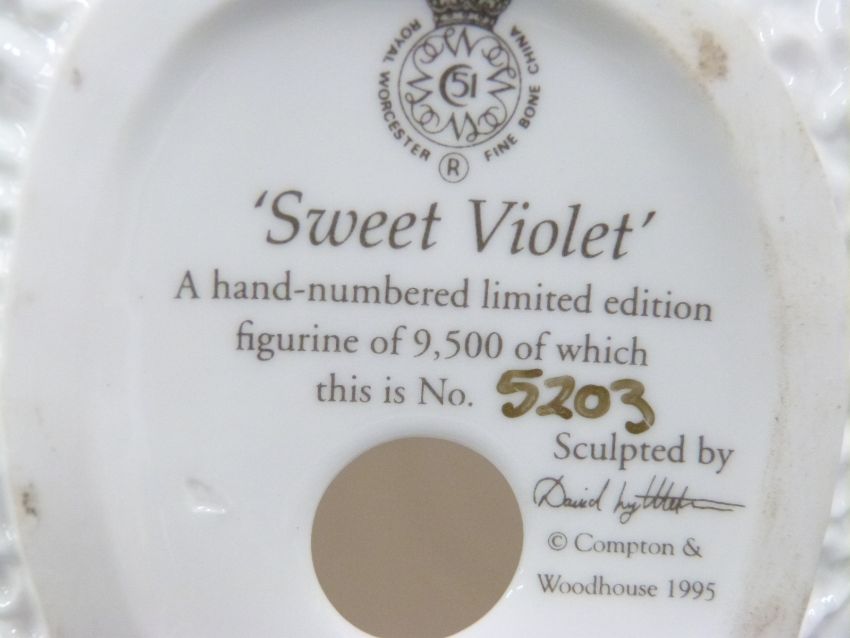 ROYAL WORCESTER FINE BONE CHINA
51
®
'Sweet Violet'
A hand-numbered limited edition
figurine of 9,500 of which
this is No. 5203
Sculpted by
David
© Compton &
Woodhouse 1995